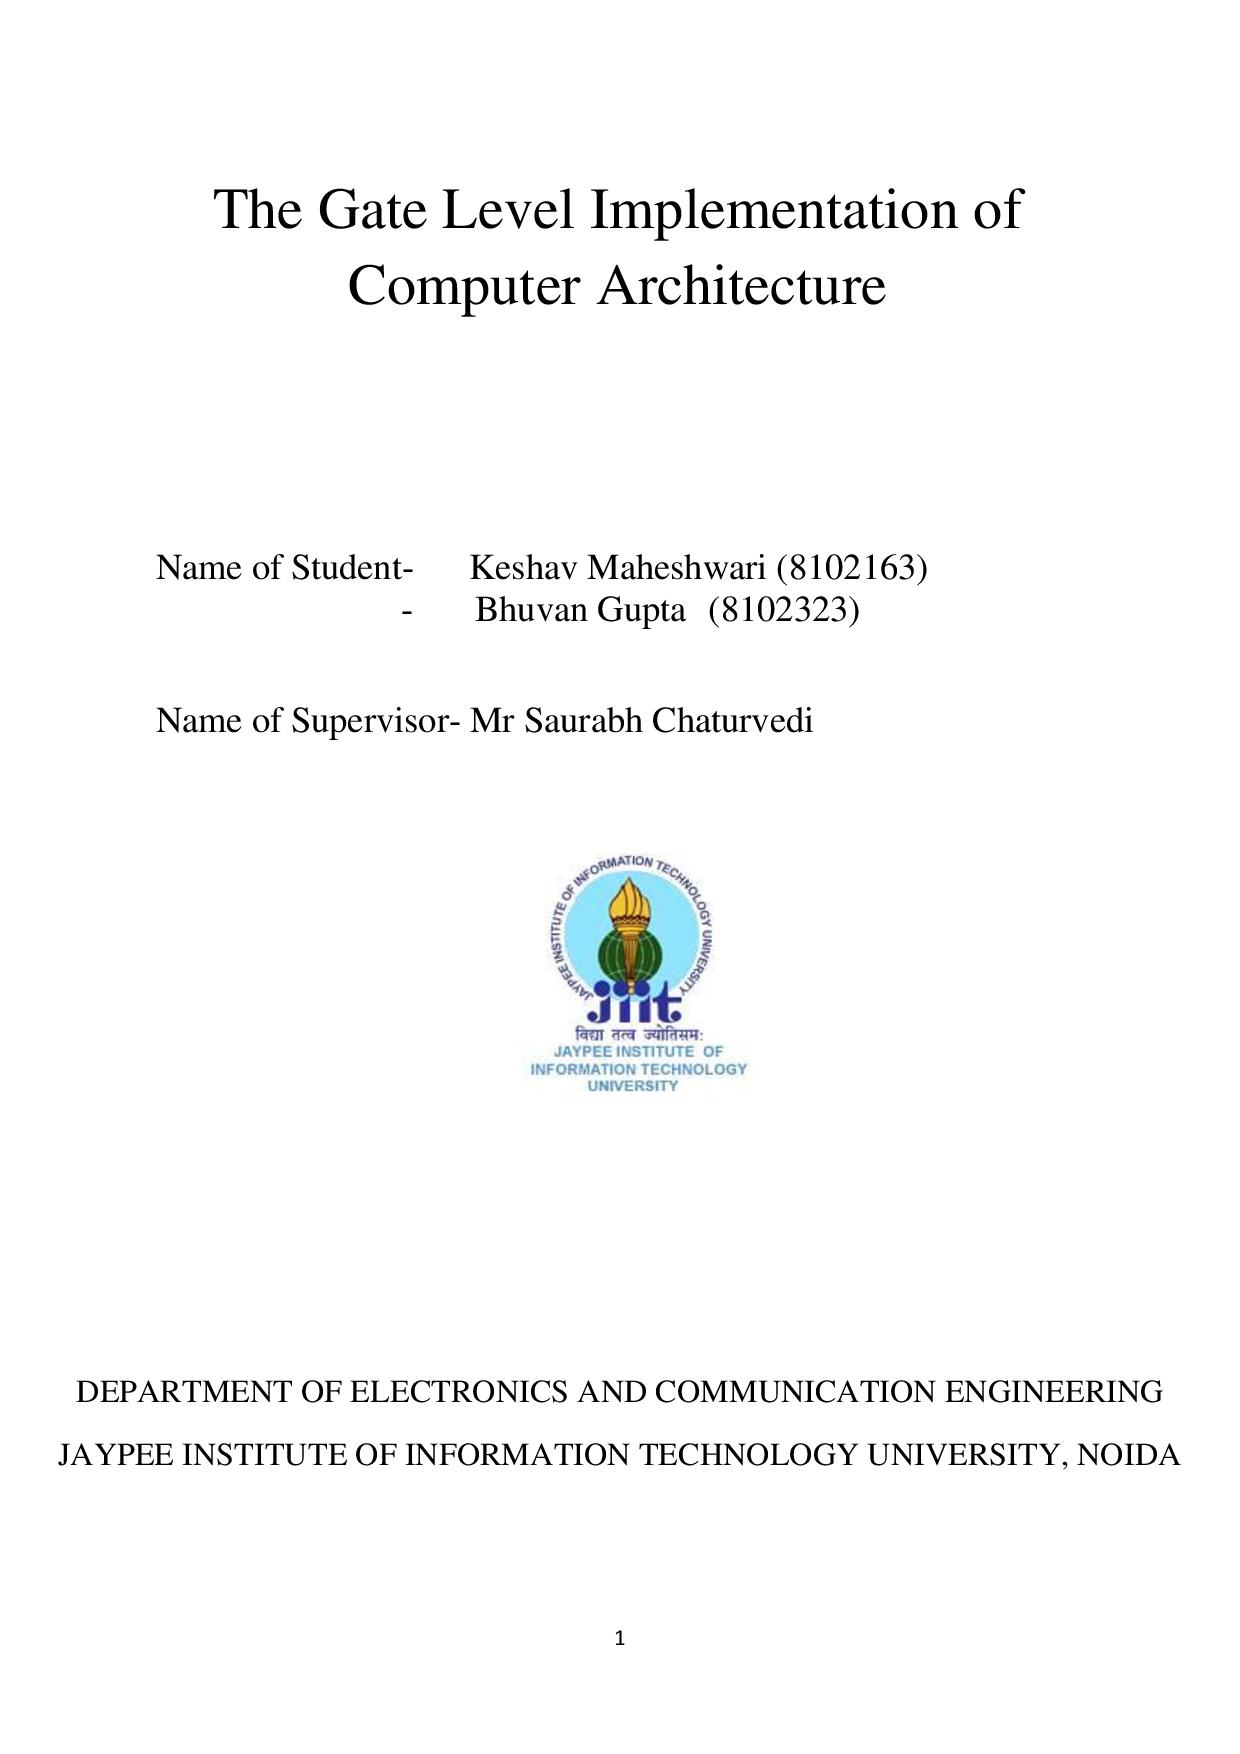 The Gate Level Implementation of
Computer Architecture
Name of Student- Keshav Maheshwari (8102163)
- Bhuvan Gupta (8102323)
Name of Supervisor- Mr Saurabh Chaturvedi
JAYPEE INSTITUTE OF INFORMATION TECHNOLOGY UNIVERSITY
jiit
विद्या तत्व ज्योतिसम:
JAYPEE INSTITUTE OF
INFORMATION TECHNOLOGY
UNIVERSITY
DEPARTMENT OF ELECTRONICS AND COMMUNICATION ENGINEERING
JAYPEE INSTITUTE OF INFORMATION TECHNOLOGY UNIVERSITY, NOIDA
1